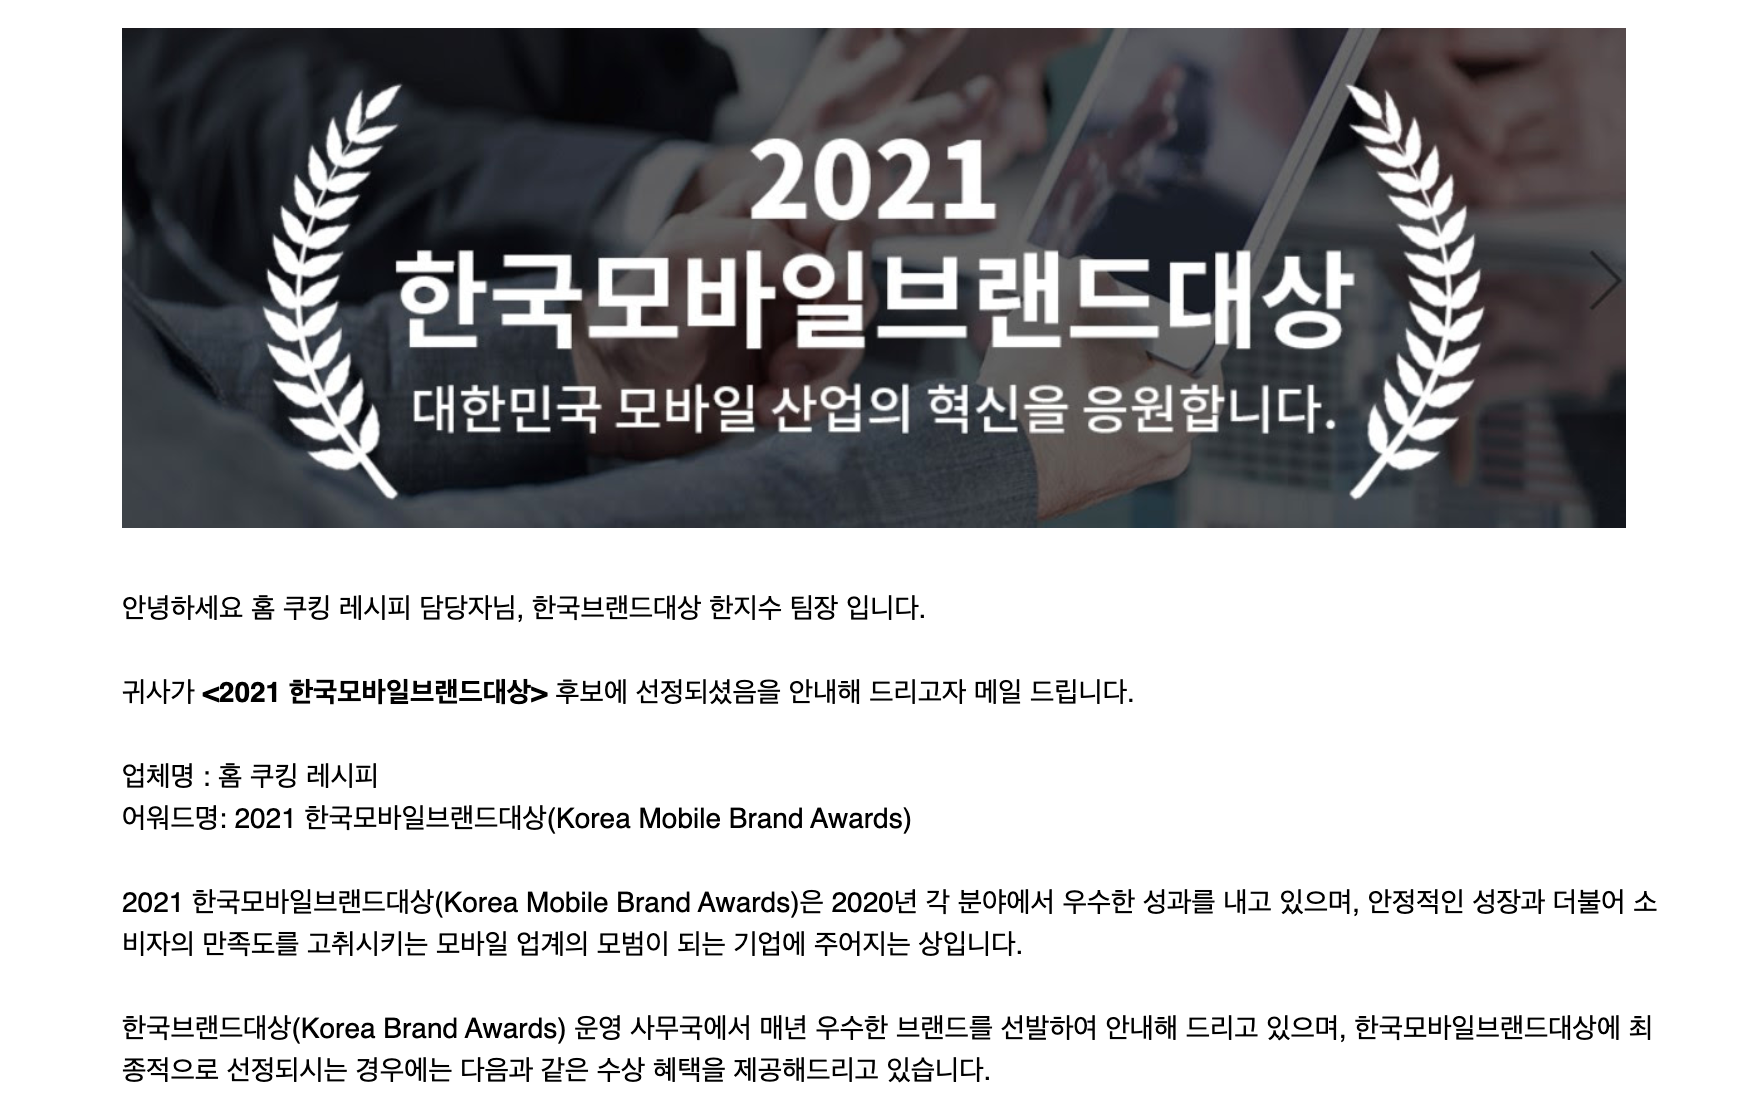 2021
한국모바일브랜드대상
대한민국 모바일 산업의 혁신을 응원합니다.
안녕하세요 홈 쿠킹 레시피 담당자님, 한국브랜드대상 한지수 팀장 입니다.
귀사가 <2021 한국모바일브랜드대상> 후보에 선정되셨음을 안내해 드리고자 메일 드립니다.
업체명 : 홈 쿠킹 레시피
어워드명: 2021 한국모바일브랜드대상(Korea Mobile Brand Awards)
2021 한국모바일브랜드대상(Korea Mobile Brand Awards)은 2020년 각 분야에서 우수한 성과를 내고 있으며, 안정적인 성장과 더불어 소
비자의 만족도를 고취시키는 모바일 업계의 모범이 되는 기업에 주어지는 상입니다.
한국브랜드대상(Korea Brand Awards) 운영 사무국에서 매년 우수한 브랜드를 선발하여 안내해 드리고 있으며, 한국모바일브랜드대상에 최
종적으로 선정되시는 경우에는 다음과 같은 수상 혜택을 제공해드리고 있습니다.